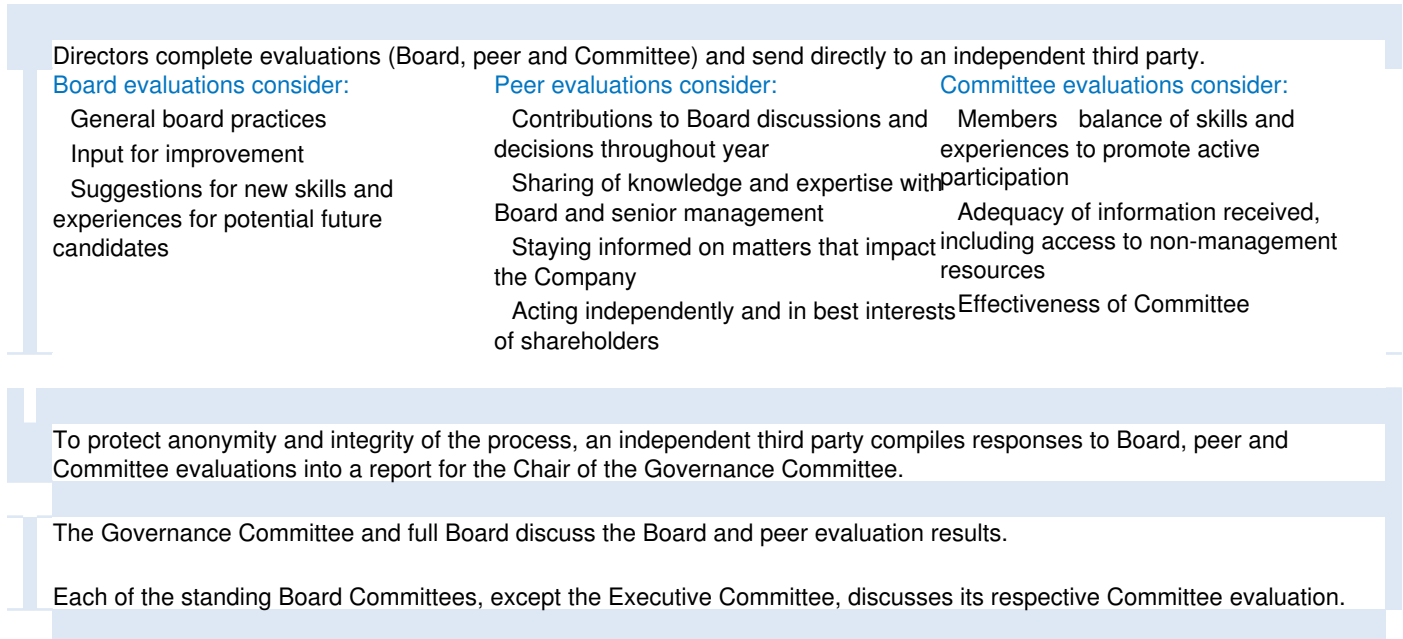 Directors complete evaluations (Board, peer and Committee) and send directly to an independent third party.
Board evaluations consider:
General board practices
Input for improvement
Suggestions for new skills and
experiences for potential future
candidates
Peer evaluations consider:
Contributions to Board discussions and
decisions throughout year
Sharing of knowledge and expertise with
Board and senior management
Staying informed on matters that impact
the Company
Acting independently and in best interests
of shareholders
Committee evaluations consider:
Members balance of skills and
experiences to promote active
participation
Adequacy of information received,
including access to non-management
resources
Effectiveness of Committee
To protect anonymity and integrity of the process, an independent third party compiles responses to Board, peer and
Committee evaluations into a report for the Chair of the Governance Committee.
The Governance Committee and full Board discuss the Board and peer evaluation results.
Each of the standing Board Committees, except the Executive Committee, discusses its respective Committee evaluation.